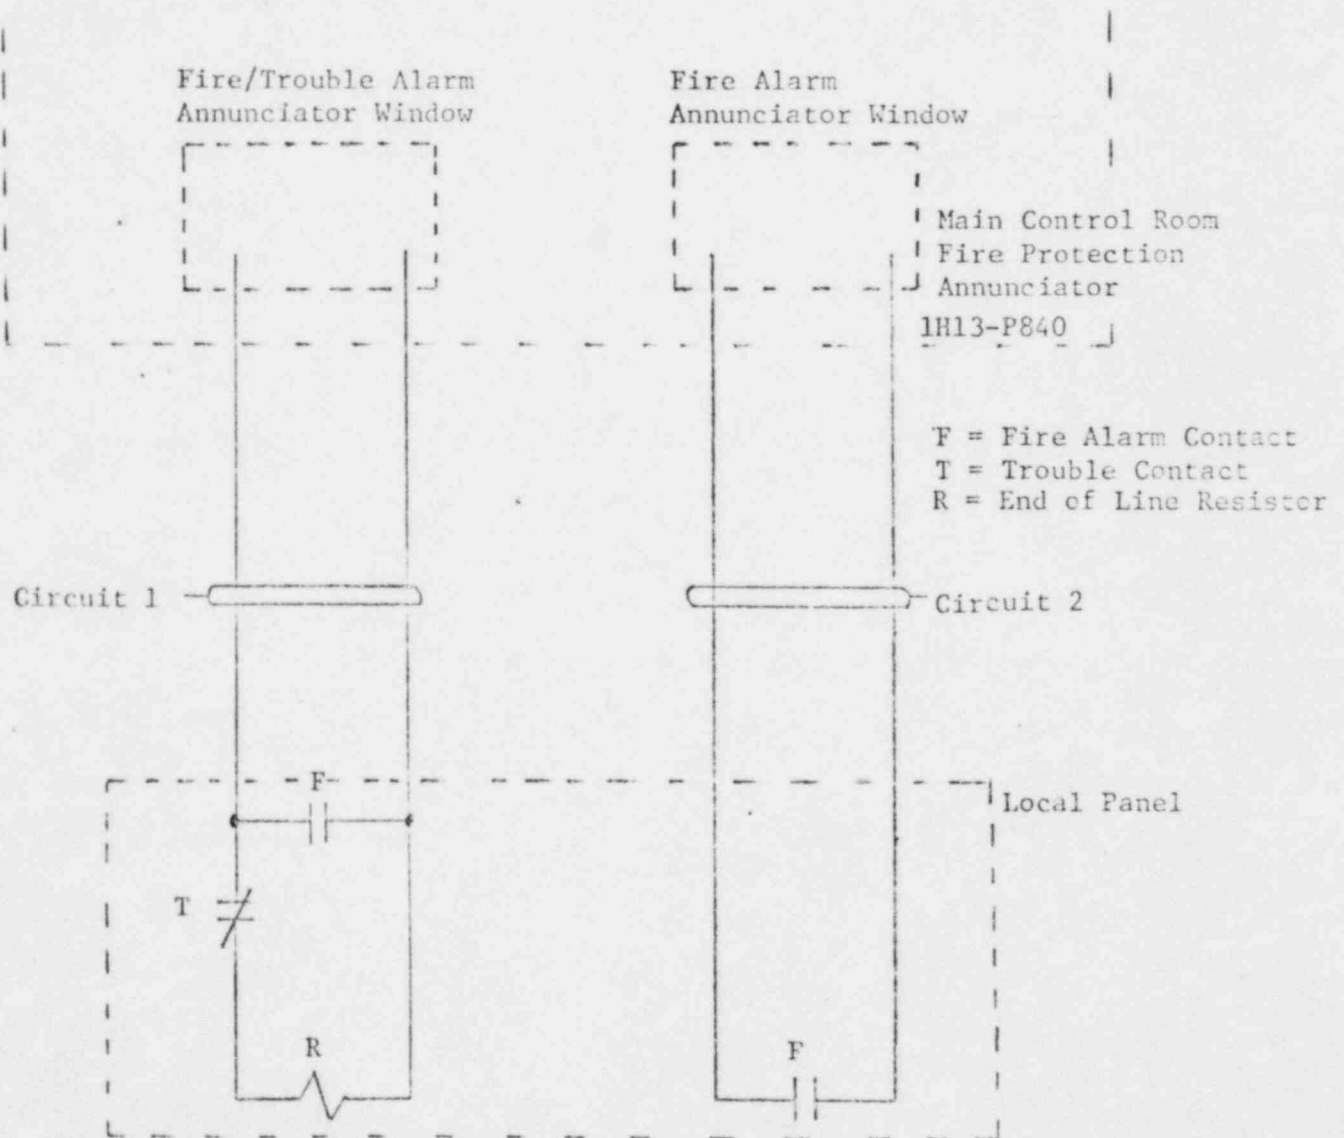 Fire/Trouble Alarm
Annunciator Window
Fire Alarm
Annunciator Window
Main Control Room
Fire Protection
Annunciator
1H13-P840
F = Fire Alarm Contact
T = Trouble Contact
R = End of Line Resistor
Circuit 1
Circuit 2
F
Local Panel
T
R
F